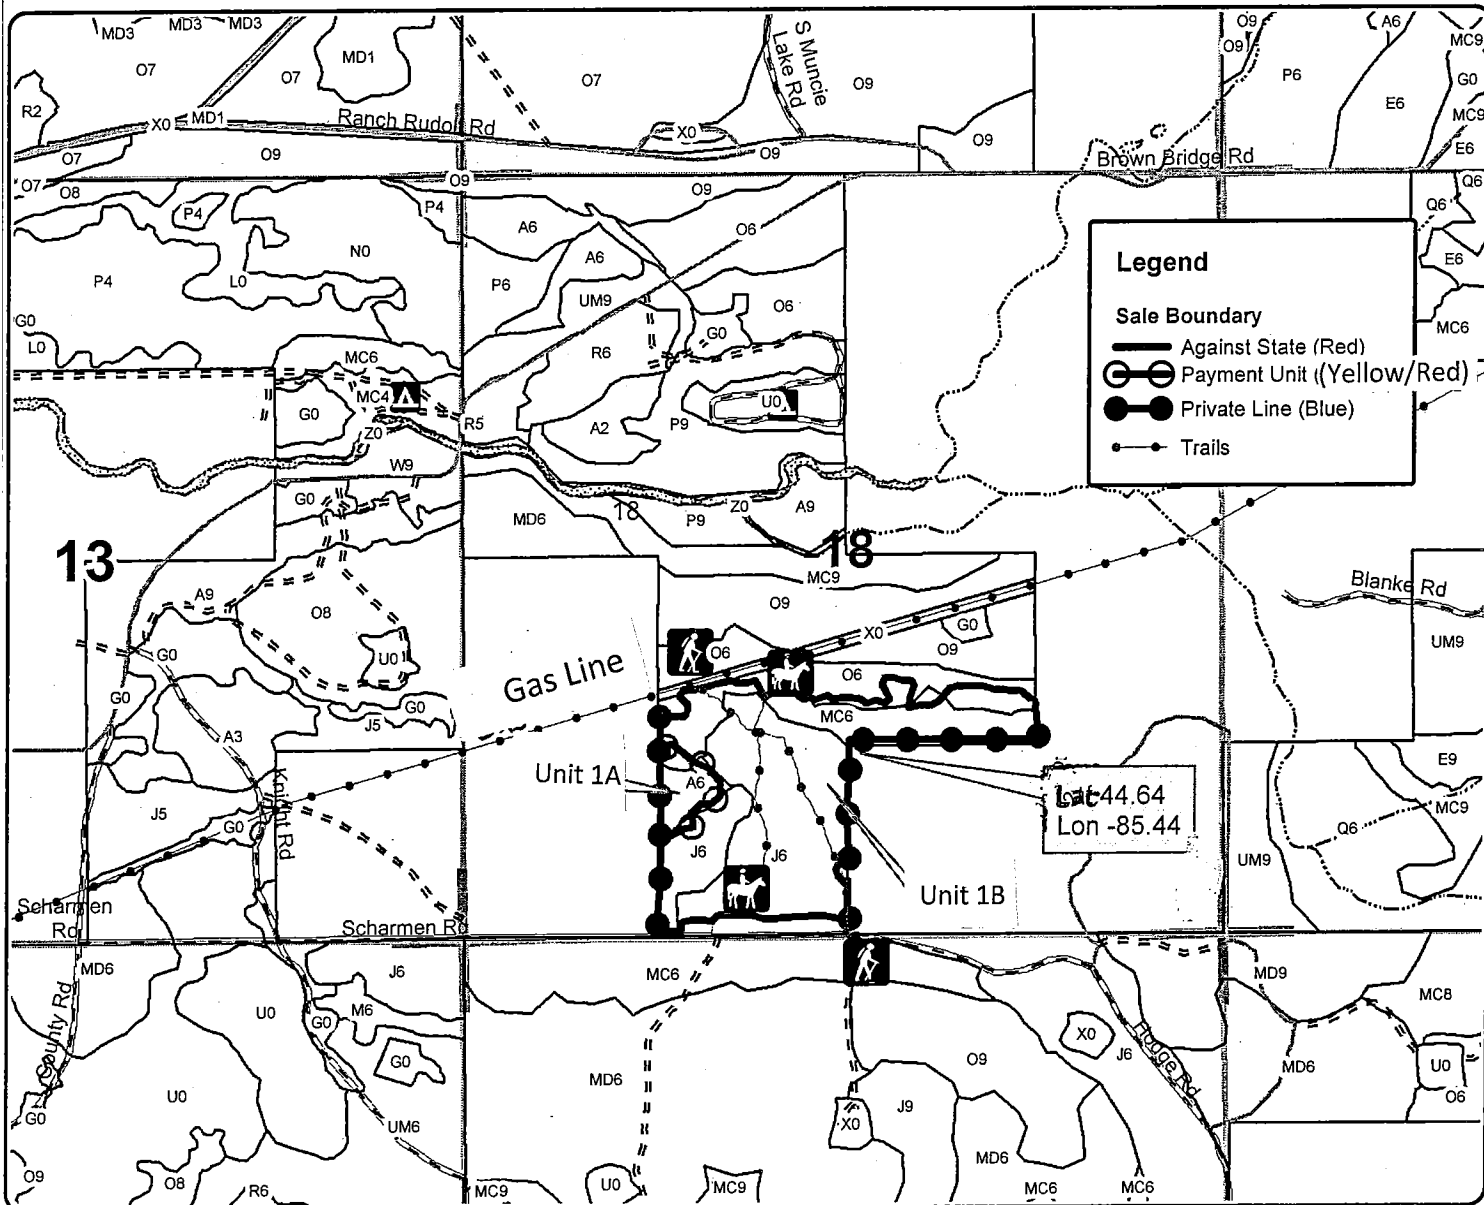 MD3 MD3 MD3
O7 O7 MD1 O7 S Muncie Lake Rd O9 O9 O9 P6 A6 MC9
R2 E6 G0
X0 MD1 Ranch Rudolf Rd X0 MC9
O7 O9 O9 O9 Brown Bridge Rd E6
O7 O8 O9 O9 Q6
P4 P4 A6 O6 Q6
P4 L0 N0 P6 A6 UM9 O6 E6
G0 L0 MC6 R6 G0 MC6
Legend
Sale Boundary
Against State (Red)
Payment Unit ((Yellow/Red)
Private Line (Blue)
Trails
MC4 G0 Z0 R5 A2 P9 U0
W9
G0 MD6 18 P9 Z0 A9
13 18
MC9 Blanke Rd
A9 O8 O9 UM9
G0 U0 O6 X0 G0 O9
G0 J5 G0 Gas Line O6
A3 MC6
Unit 1A A6 E9
Lat 44.64
Lon -85.44
J5 G0 Knight Rd J6 J6 Q6 MC9
UM9
Unit 1B
Scharmen
Rd
Scharmen Rd
MD6 J6 MC6 MD9 MC8
County Rd U0 M6 G0 G0 O9 X0 J6 Hodge Rd MD6 U0
MD6 O6
G0 U0 UM6 X0 J9
O9 O8 R6 MC9 U0 MC9 MD6 MC6 MC6